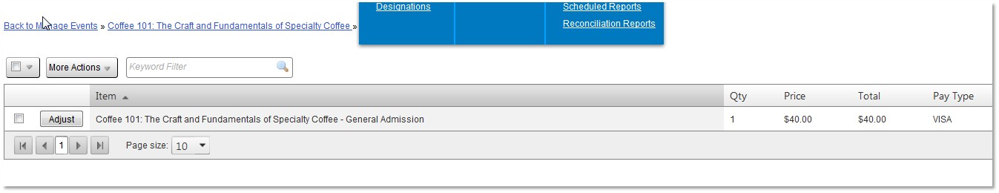 Designations
Scheduled Reports
Back to Manage Events » Coffee 101: The Craft and Fundamentals of Specialty Coffee »
Reconciliation Reports
More Actions
Keyword Filter
Item Qty Price Total Pay Type
Adjust Coffee 101: The Craft and Fundamentals of Specialty Coffee - General Admission 1 $40.00 $40.00 VISA
1 Page size: 10